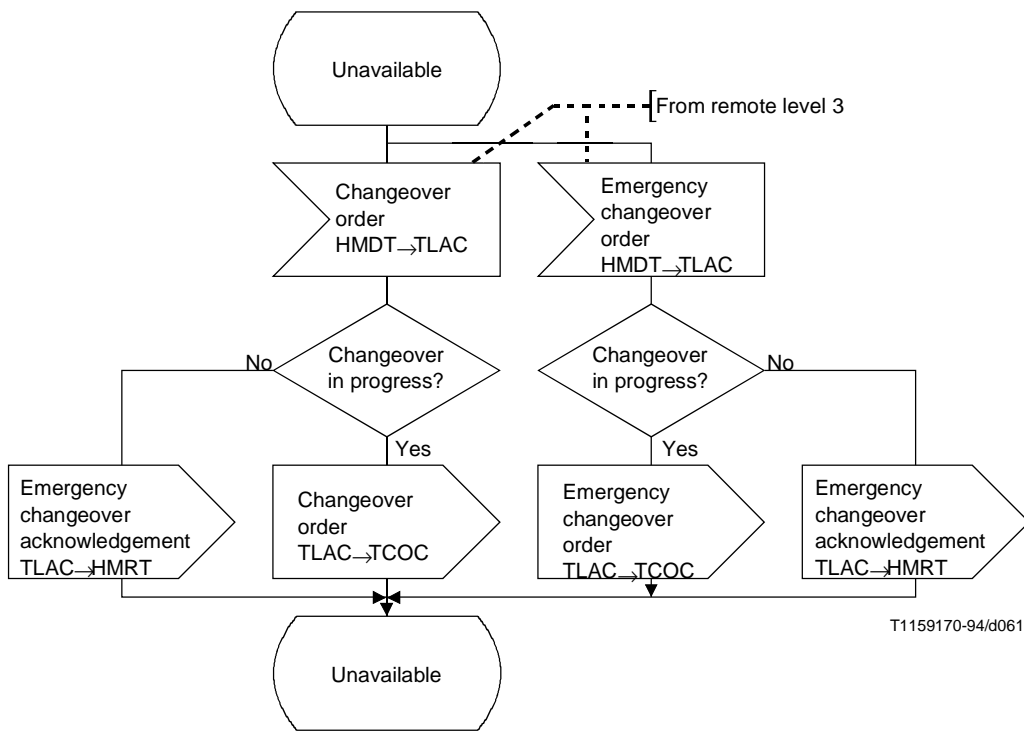 Unavailable
From remote level 3
Changeover
order
HMDT→TLAC
Emergency
changeover
order
HMDT→TLAC
No
Changeover
in progress?
Changeover
in progress?
No
Yes
Yes
Emergency
changeover
acknowledgement
TLAC→HMRT
Changeover
order
TLAC→TCOC
Emergency
changeover
order
TLAC→TCOC
Emergency
changeover
acknowledgement
TLAC→HMRT
T1159170-94/d061
Unavailable